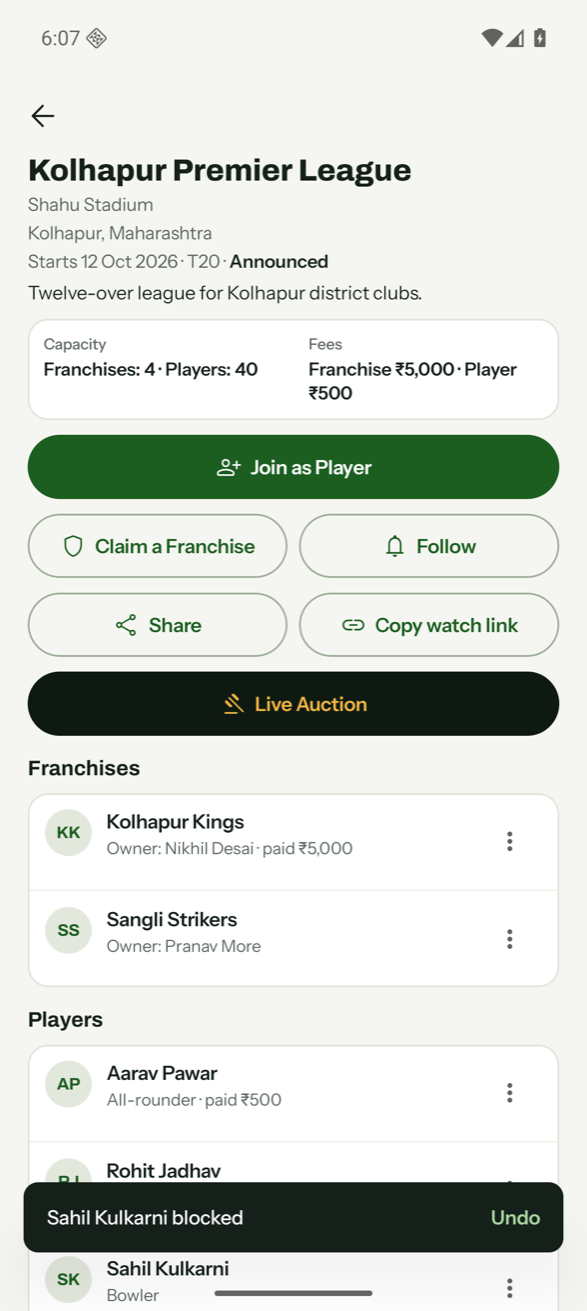 6:07
Kolhapur Premier League
Shahu Stadium
Kolhapur, Maharashtra
Starts 12 Oct 2026 · T20 · Announced
Twelve-over league for Kolhapur district clubs.
Capacity
Franchises: 4 · Players: 40
Fees
Franchise ₹5,000 · Player
₹500
Join as Player
Claim a Franchise
Follow
Share
Copy watch link
Live Auction
Franchises
KK
Kolhapur Kings
Owner: Nikhil Desai · paid ₹5,000
SS
Sangli Strikers
Owner: Pranav More
Players
AP
Aarav Pawar
All-rounder · paid ₹500
Rohit Jadhav
Sahil Kulkarni blocked
Undo
SK
Sahil Kulkarni
Bowler